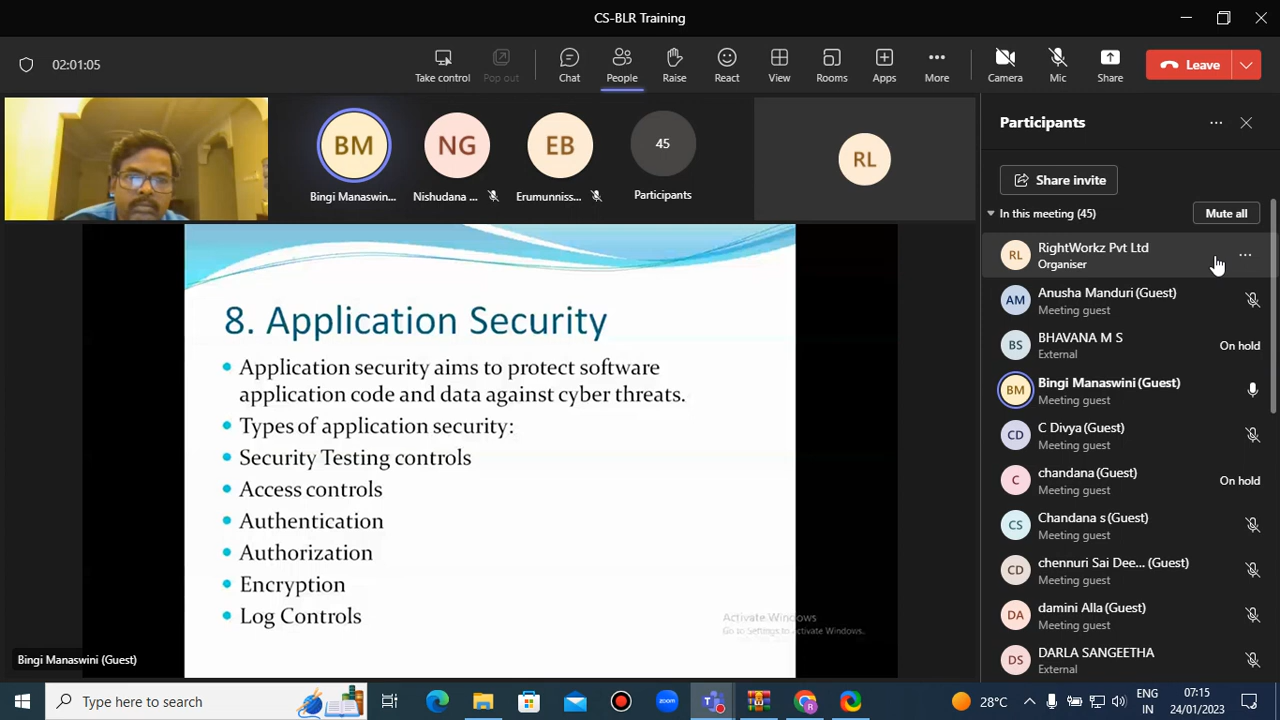 CS-BLR Training
02:01:05
Take control
Pop out
Chat
People
Raise
React
View
Rooms
Apps
More
Camera
Mic
Share
Leave
BM
Bingi Manaswin...
NG
Nishudana ...
EB
Erumunniss...
45
Participants
RL
8. Application Security
• Application security aims to protect software
application code and data against cyber threats.
• Types of application security:
• Security Testing controls
• Access controls
• Authentication
• Authorization
• Encryption
• Log Controls
Activate Windows
Go to Settings to activate Windows.
Bingi Manaswini (Guest)
Participants
Share invite
In this meeting (45)
Mute all
RL
RightWorkz Pvt Ltd
Organiser
AM
Anusha Manduri (Guest)
Meeting guest
BS
BHAVANA M S
External
On hold
BM
Bingi Manaswini (Guest)
Meeting guest
CD
C Divya (Guest)
Meeting guest
C
chandana (Guest)
Meeting guest
On hold
CS
Chandana s (Guest)
Meeting guest
CD
chennuri Sai Dee... (Guest)
Meeting guest
DA
damini Alla (Guest)
Meeting guest
DS
DARLA SANGEETHA
External
Type here to search
zoom
28°C
ENG
IN
07:15
24/01/2023